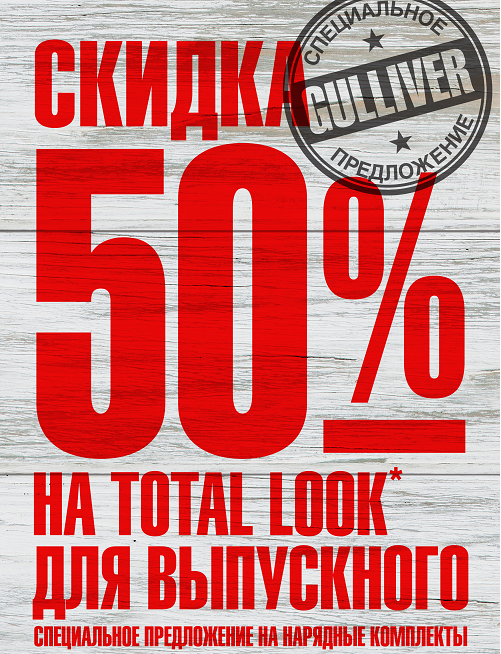 СПЕЦИАЛЬНОЕ
GULLIVER
ПРЕДЛОЖЕНИЕ
СКИДКА
50%
НА TOTAL LOOK*
ДЛЯ ВЫПУСКНОГО
СПЕЦИАЛЬНОЕ ПРЕДЛОЖЕНИЕ НА НАРЯДНЫЕ КОМПЛЕКТЫ